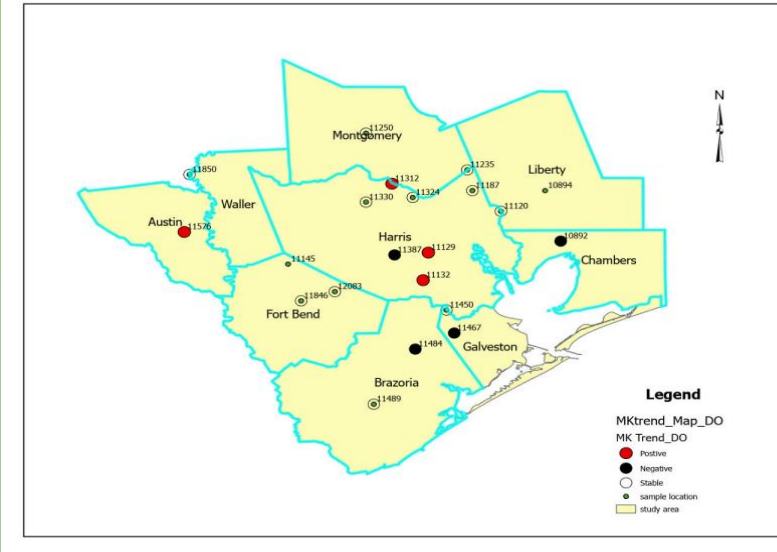 N
11250
Montgomery
11235
Liberty
11850
11312
11187
10894
11324
11330
Waller
11120
Austin
11576
Harris
10892
11387
11129
Chambers
11145
11132
12083
11846
Fort Bend
11450
11467
Galveston
11484
Brazoria
11489
Legend
MKtrend_Map_DO
MK Trend_DO
Postive
Negative
Stable
sample location
study area